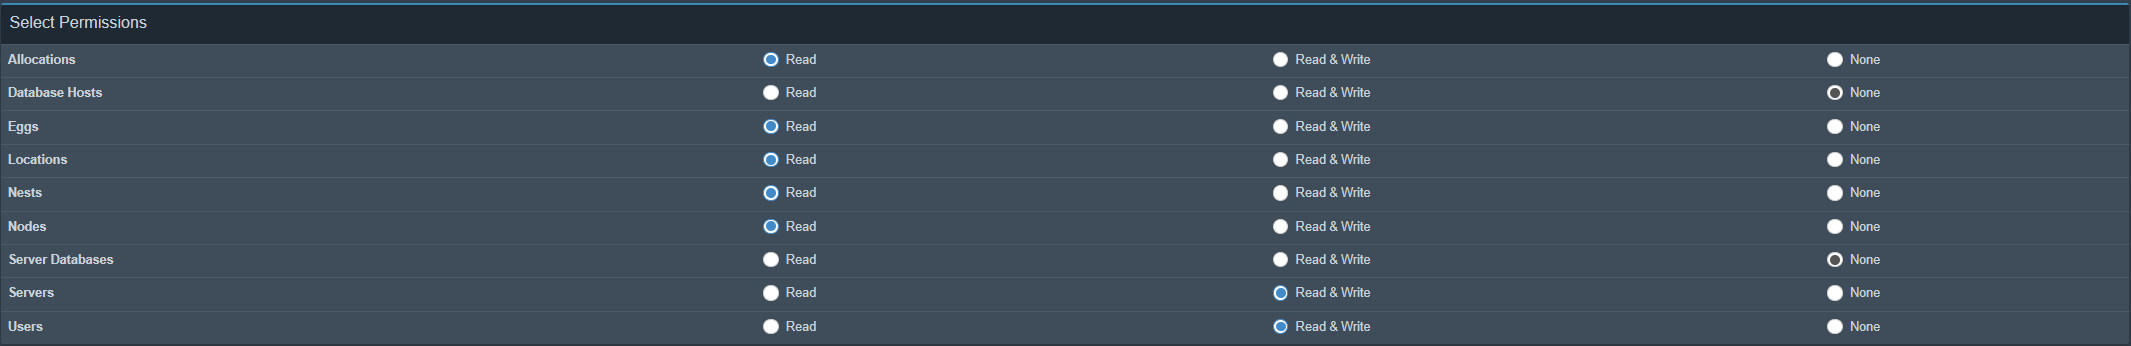 Select Permissions
Allocations Read Read & Write None
Database Hosts Read Read & Write None
Eggs Read Read & Write None
Locations Read Read & Write None
Nests Read Read & Write None
Nodes Read Read & Write None
Server Databases Read Read & Write None
Servers Read Read & Write None
Users Read Read & Write None